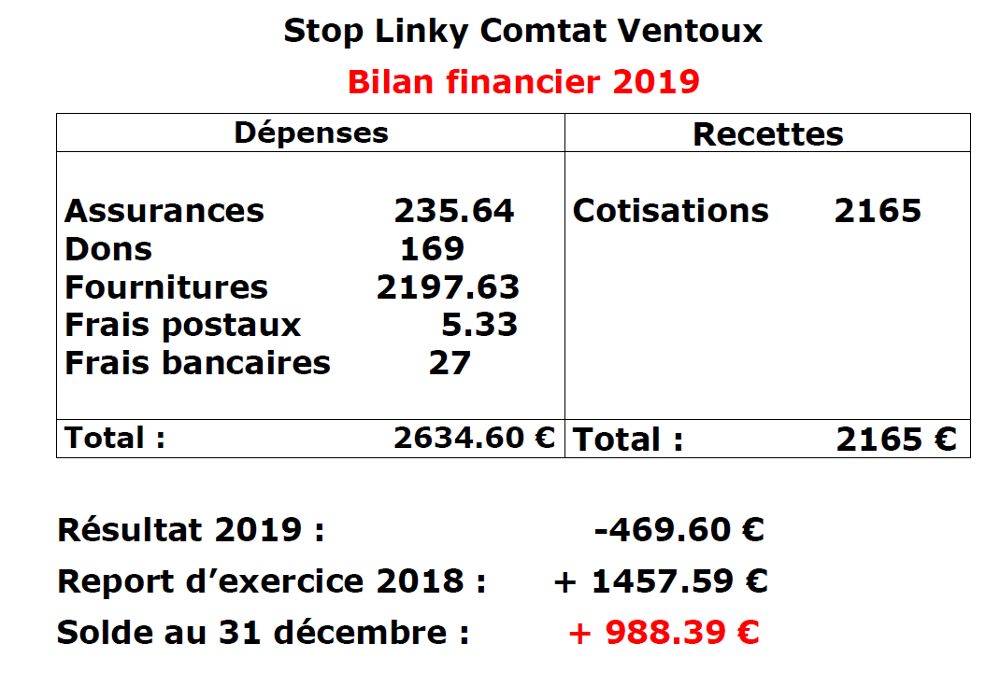 Stop Linky Comtat Ventoux
Bilan financier 2019
Dépenses Recettes
Assurances 235.64 Cotisations 2165
Dons 169
Fournitures 2197.63
Frais postaux 5.33
Frais bancaires 27
Total : 2634.60 € Total : 2165 €
Résultat 2019 : -469.60 €
Report d’exercice 2018 : + 1457.59 €
Solde au 31 décembre : + 988.39 €